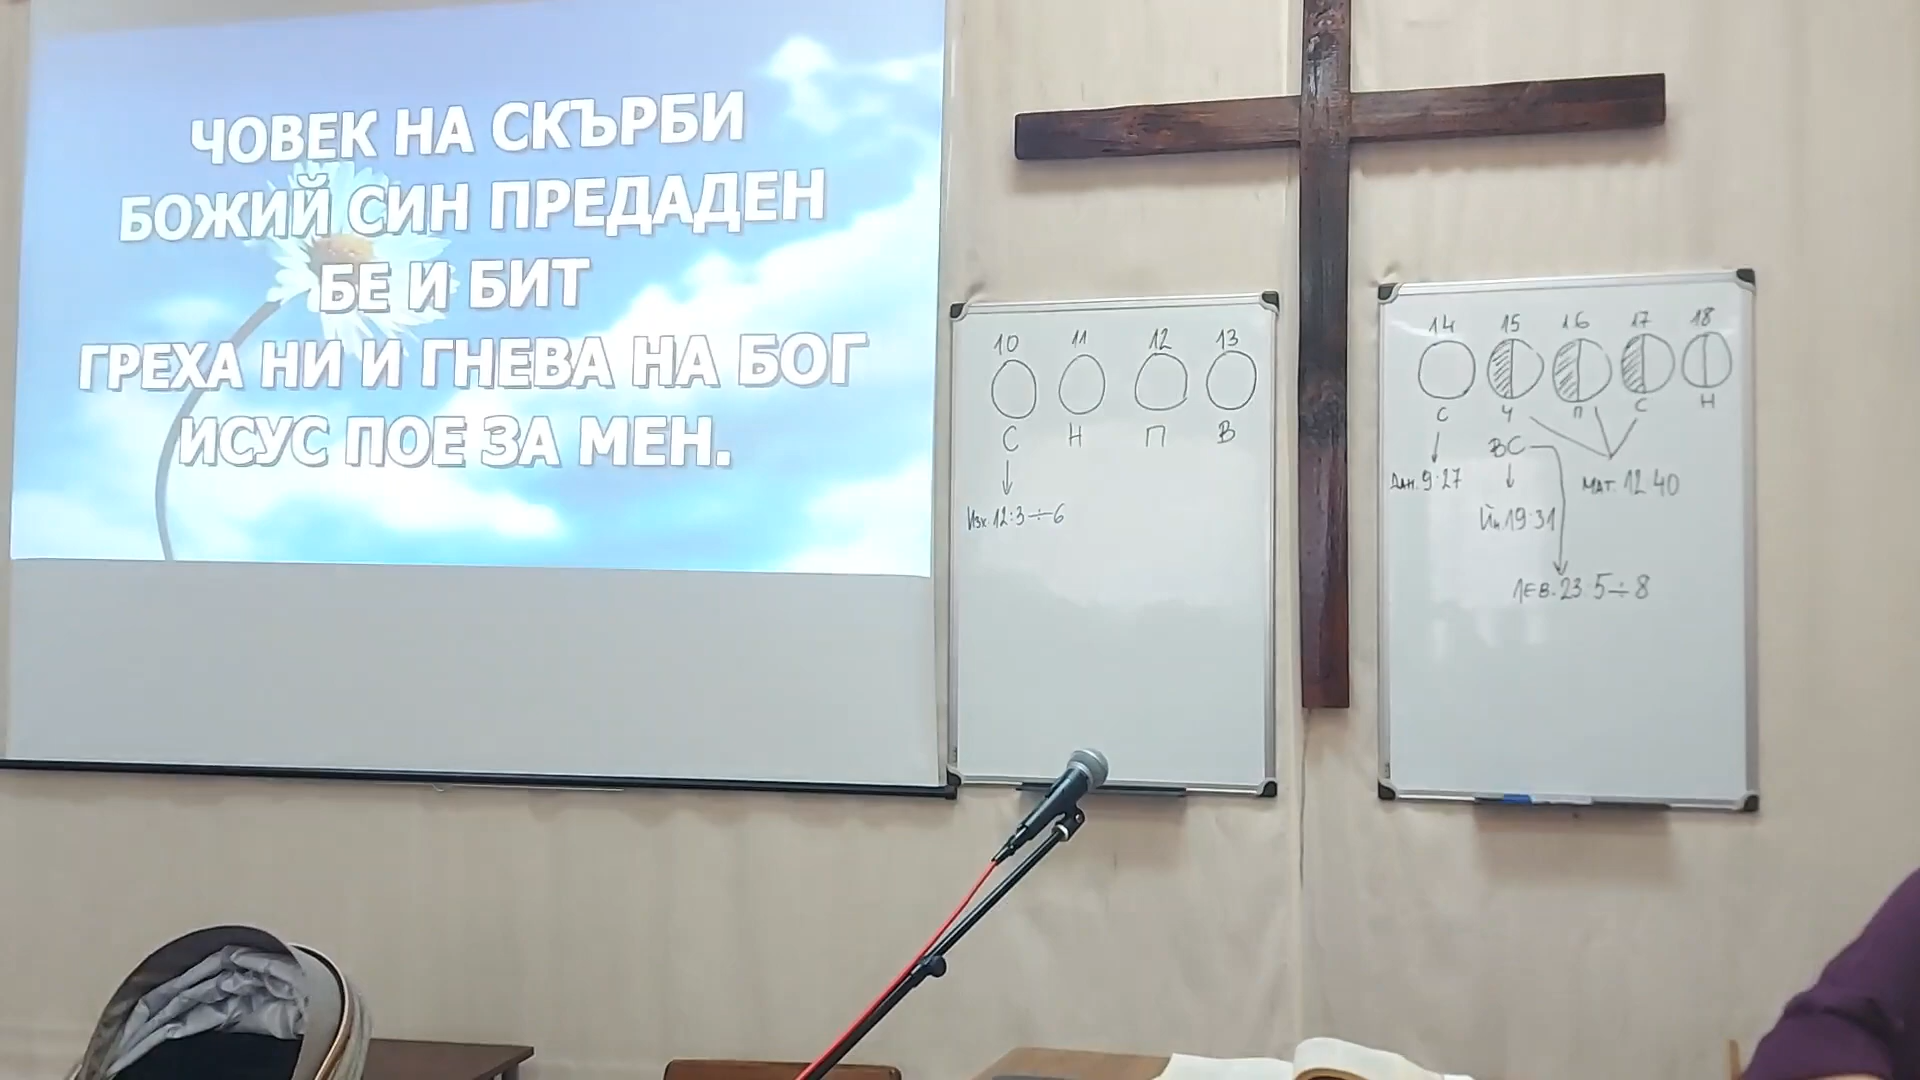 ЧОВЕК НА СКЪРБИ
БОЖИЙ СИН ПРЕДАДЕН
БЕ И БИТ
ГРЕХА НИ И ГНЕВА НА БОГ
ИСУС ПОЕ ЗА МЕН.
10 11 12 13
С Н П В
Изх. 12:3÷6
14 15 16 17 18
С Ч П С Н
ВС
Дан. 9:27
МАТ. 12:40
Йн. 19:31
ЛЕВ. 23:5÷8